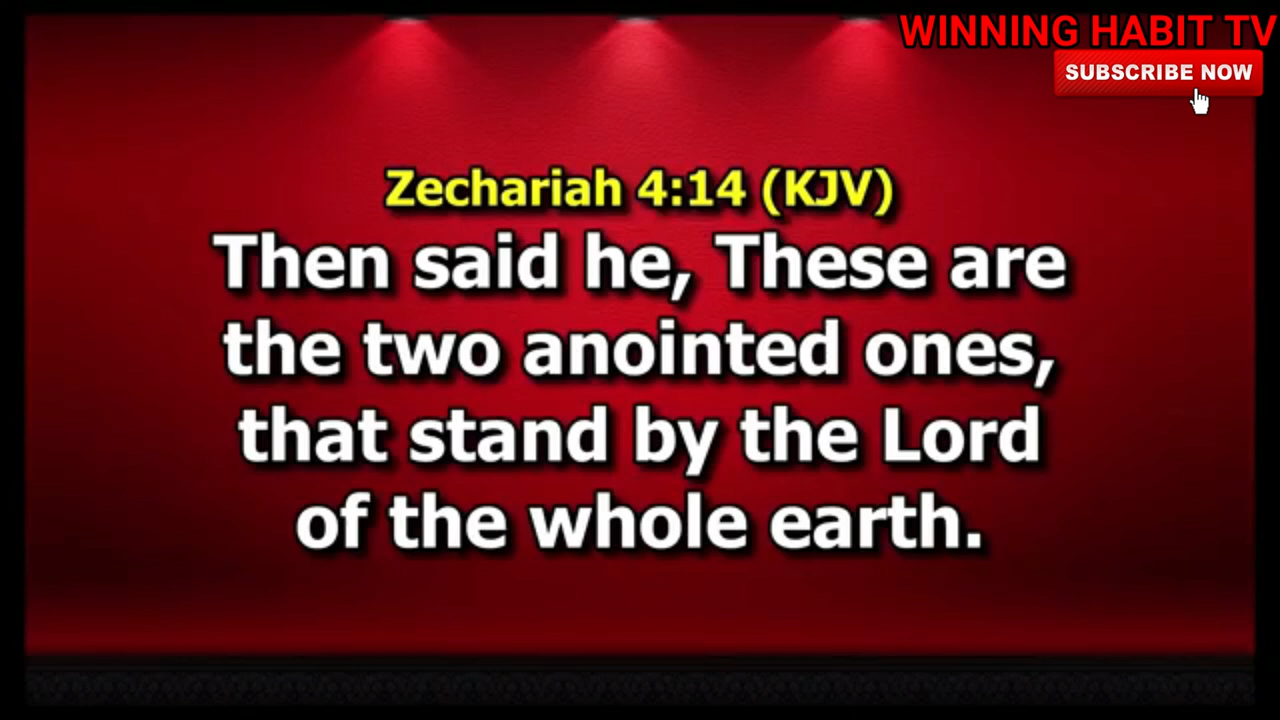 WINNING HABIT TV
SUBSCRIBE NOW
Zechariah 4:14 (KJV)
Then said he, These are
the two anointed ones,
that stand by the Lord
of the whole earth.